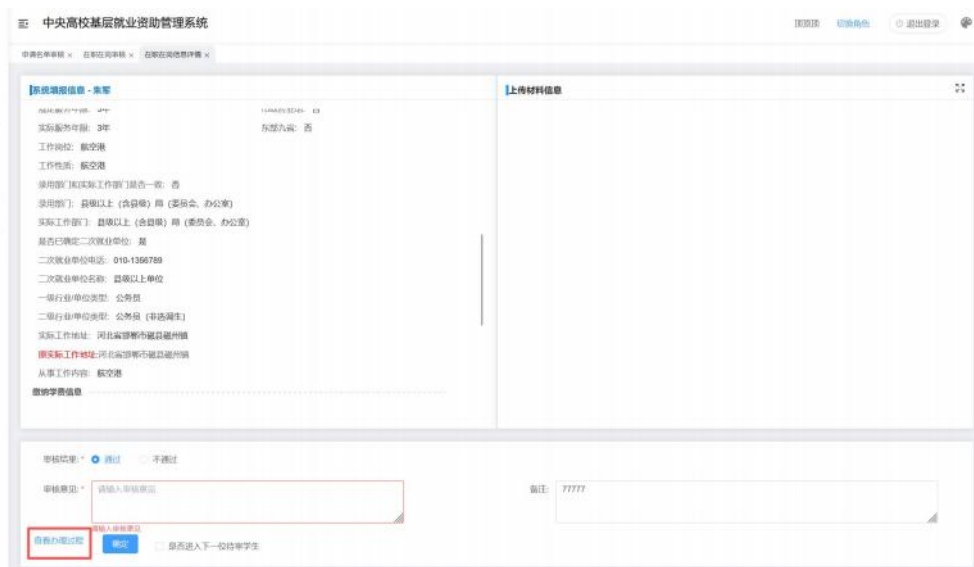 中央高校基层就业资助管理系统
顶顶顶 切换角色 退出登录
申请名单审核 × 在职在岗审核 × 在职在岗信息详情 ×
系统填报信息 - 朱军
上传材料信息
实际服务年限: 3年 东部九省: 否
工作岗位: 航空港
工作性质: 航空港
录用部门和实际工作部门是否一致: 否
录用部门: 县级以上 (含县级) 局 (委员会、办公室)
实际工作部门: 县级以上 (含县级) 局 (委员会、办公室)
是否已确定二次就业单位: 是
二次就业单位电话: 010-1366789
二次就业单位名称: 县级以上单位
一级行业/单位类型: 公务员
二级行业/单位类型: 公务员 (非选调生)
实际工作地址: 河北省邯郸市磁县磁州镇
原实际工作地址:河北省邯郸市磁县磁州镇
从事工作内容: 航空港
缴纳学费信息
审核结果: * 通过 不通过
审核意见: * 请输入审核意见 备注: 77777
请输入审核意见
查看办理过程 确定 是否进入下一位待审学生